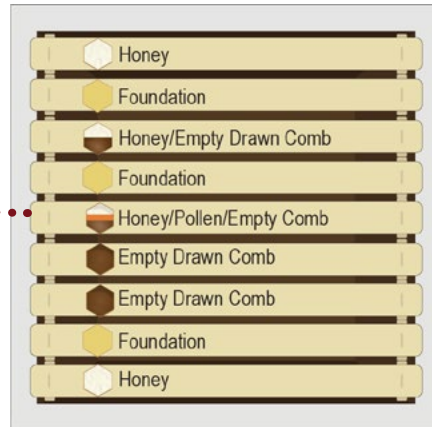 Honey
Foundation
Honey/Empty Drawn Comb
Foundation
Honey/Pollen/Empty Comb
Empty Drawn Comb
Empty Drawn Comb
Foundation
Honey